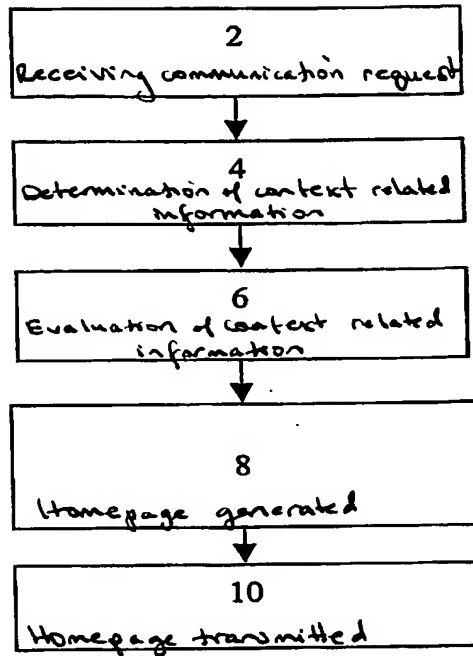 2
Receiving communication request
4
Determination of context related
information
6
Evaluation of context related
information
8
Homepage generated
10
Homepage transmitted